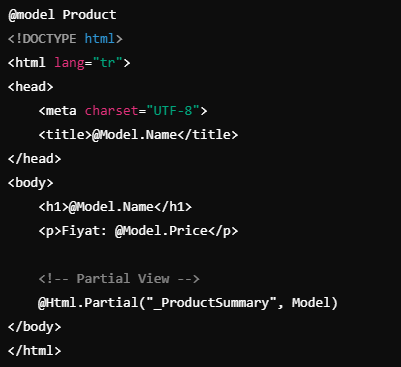 @model Product
<!DOCTYPE html>
<html lang="tr">
<head>
    <meta charset="UTF-8">
    <title>@Model.Name</title>
</head>
<body>
    <h1>@Model.Name</h1>
    <p>Fiyat: @Model.Price</p>

    <!-- Partial View -->
    @Html.Partial("_ProductSummary", Model)
</body>
</html>